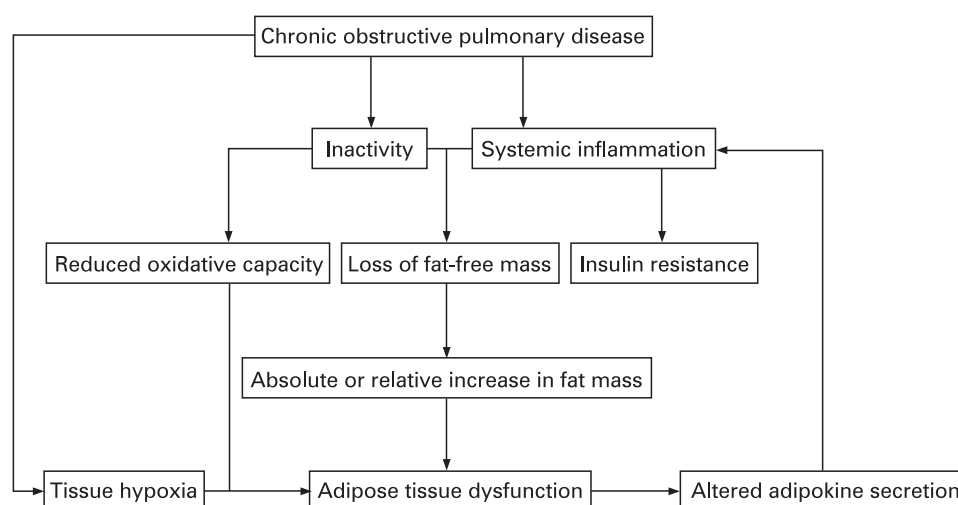 Chronic obstructive pulmonary disease
Inactivity
Systemic inflammation
Reduced oxidative capacity
Loss of fat-free mass
Insulin resistance
Absolute or relative increase in fat mass
Tissue hypoxia
Adipose tissue dysfunction
Altered adipokine secretion